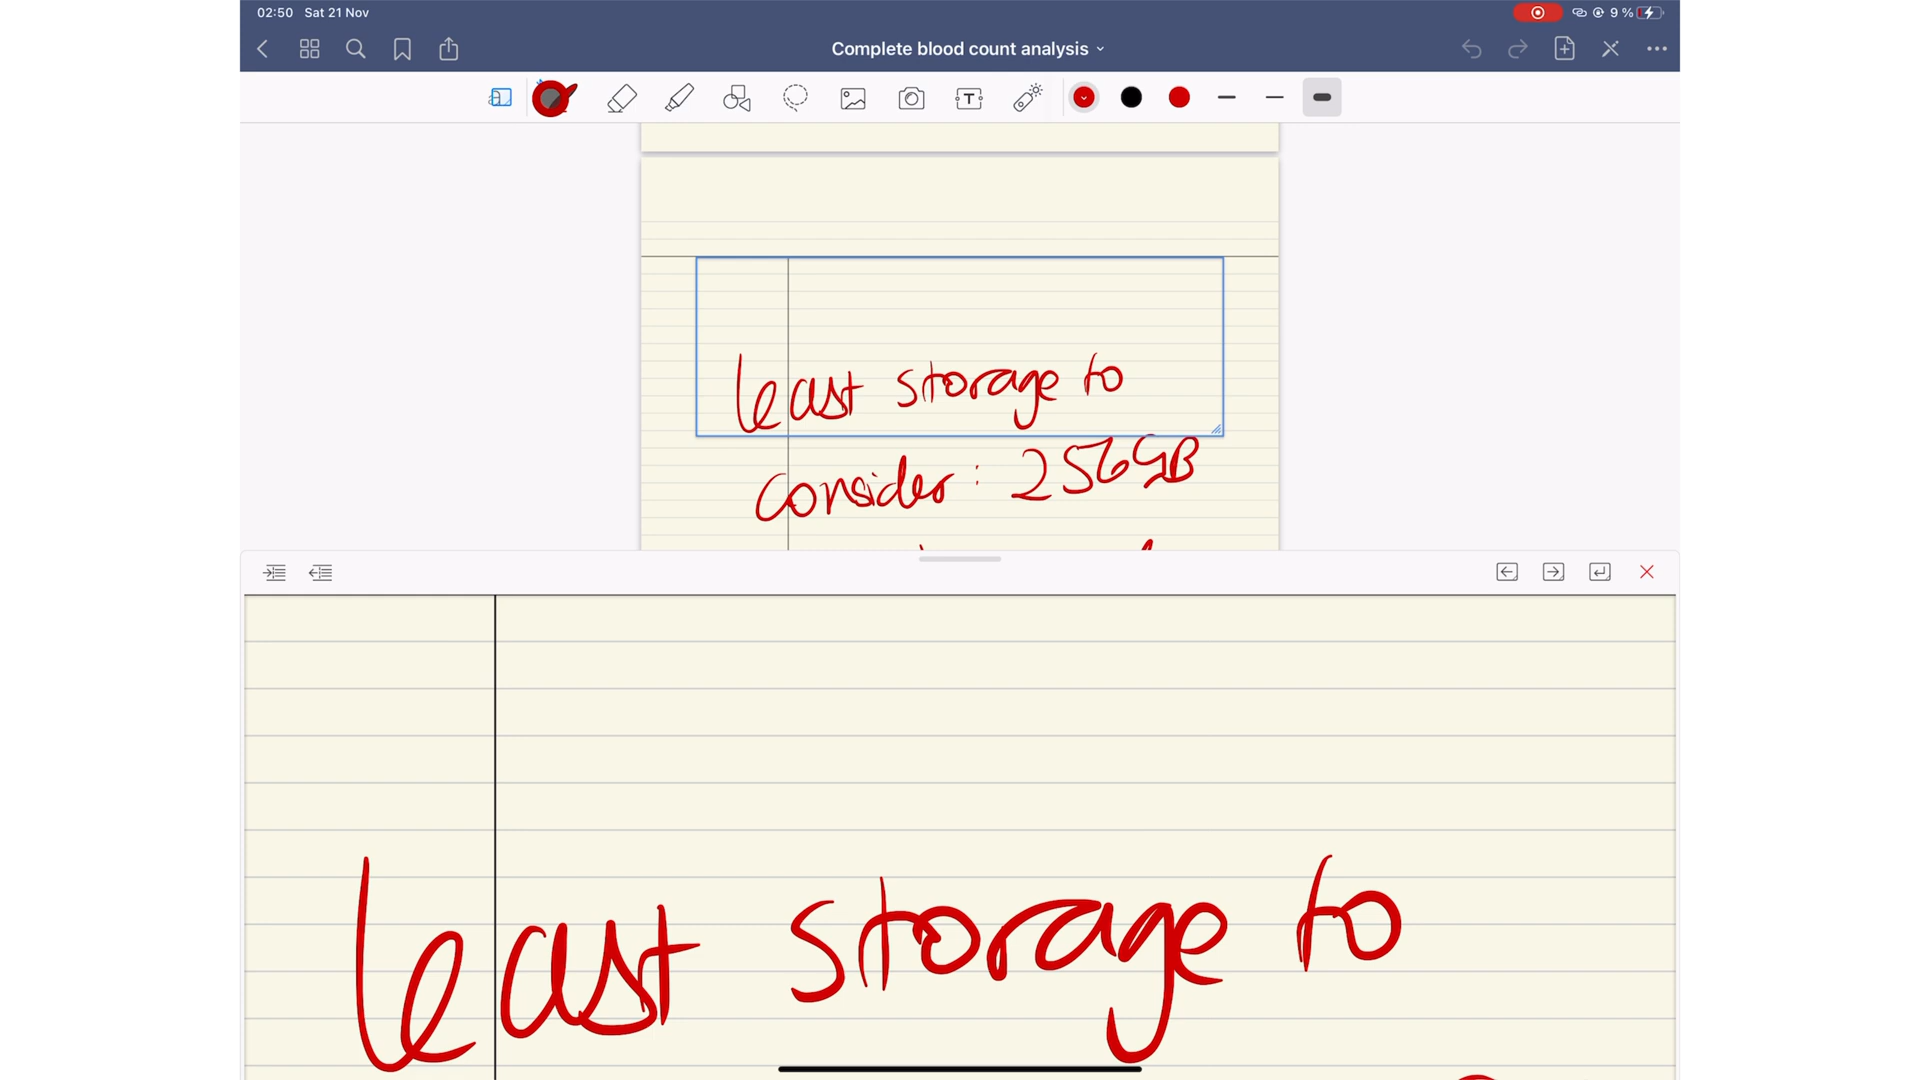 02:50 Sat 21 Nov
9 %
Complete blood count analysis
T
least storage to
consider: 256GB
least storage to